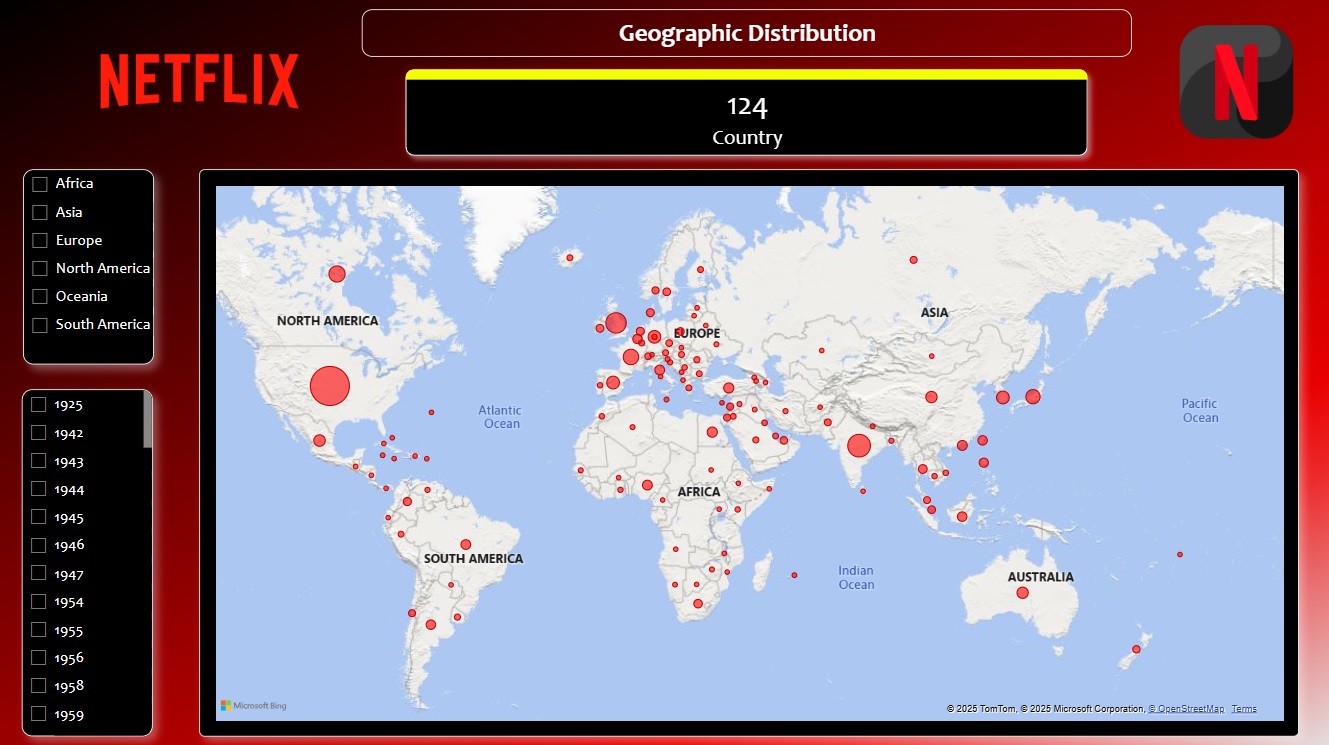 Geographic Distribution
NETFLIX
N
124
Country
Africa
Asia
Europe
North America
Oceania
South America
1925
1942
1943
1944
1945
1946
1947
1954
1955
1956
1958
1959
NORTH AMERICA
EUROPE
ASIA
Atlantic
Ocean
Pacific
Ocean
AFRICA
SOUTH AMERICA
Indian
Ocean
AUSTRALIA
Microsoft Bing
© 2025 TomTom, © 2025 Microsoft Corporation, © OpenStreetMap Terms